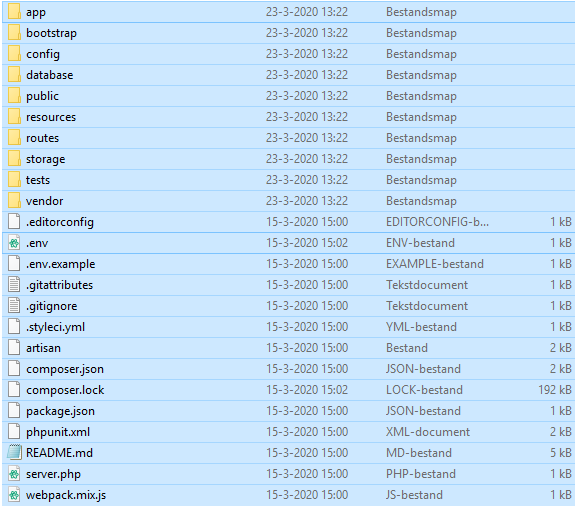 app 23-3-2020 13:22 Bestandsmap
bootstrap 23-3-2020 13:22 Bestandsmap
config 23-3-2020 13:22 Bestandsmap
database 23-3-2020 13:22 Bestandsmap
public 23-3-2020 13:22 Bestandsmap
resources 23-3-2020 13:22 Bestandsmap
routes 23-3-2020 13:22 Bestandsmap
storage 23-3-2020 13:22 Bestandsmap
tests 23-3-2020 13:22 Bestandsmap
vendor 23-3-2020 13:22 Bestandsmap
.editorconfig 15-3-2020 15:00 EDITORCONFIG-b... 1 kB
.env 15-3-2020 15:02 ENV-bestand 1 kB
.env.example 15-3-2020 15:00 EXAMPLE-bestand 1 kB
.gitattributes 15-3-2020 15:00 Tekstdocument 1 kB
.gitignore 15-3-2020 15:00 Tekstdocument 1 kB
.styleci.yml 15-3-2020 15:00 YML-bestand 1 kB
artisan 15-3-2020 15:00 Bestand 2 kB
composer.json 15-3-2020 15:00 JSON-bestand 2 kB
composer.lock 15-3-2020 15:02 LOCK-bestand 192 kB
package.json 15-3-2020 15:00 JSON-bestand 1 kB
phpunit.xml 15-3-2020 15:00 XML-document 2 kB
README.md 15-3-2020 15:00 MD-bestand 5 kB
server.php 15-3-2020 15:00 PHP-bestand 1 kB
webpack.mix.js 15-3-2020 15:00 JS-bestand 1 kB